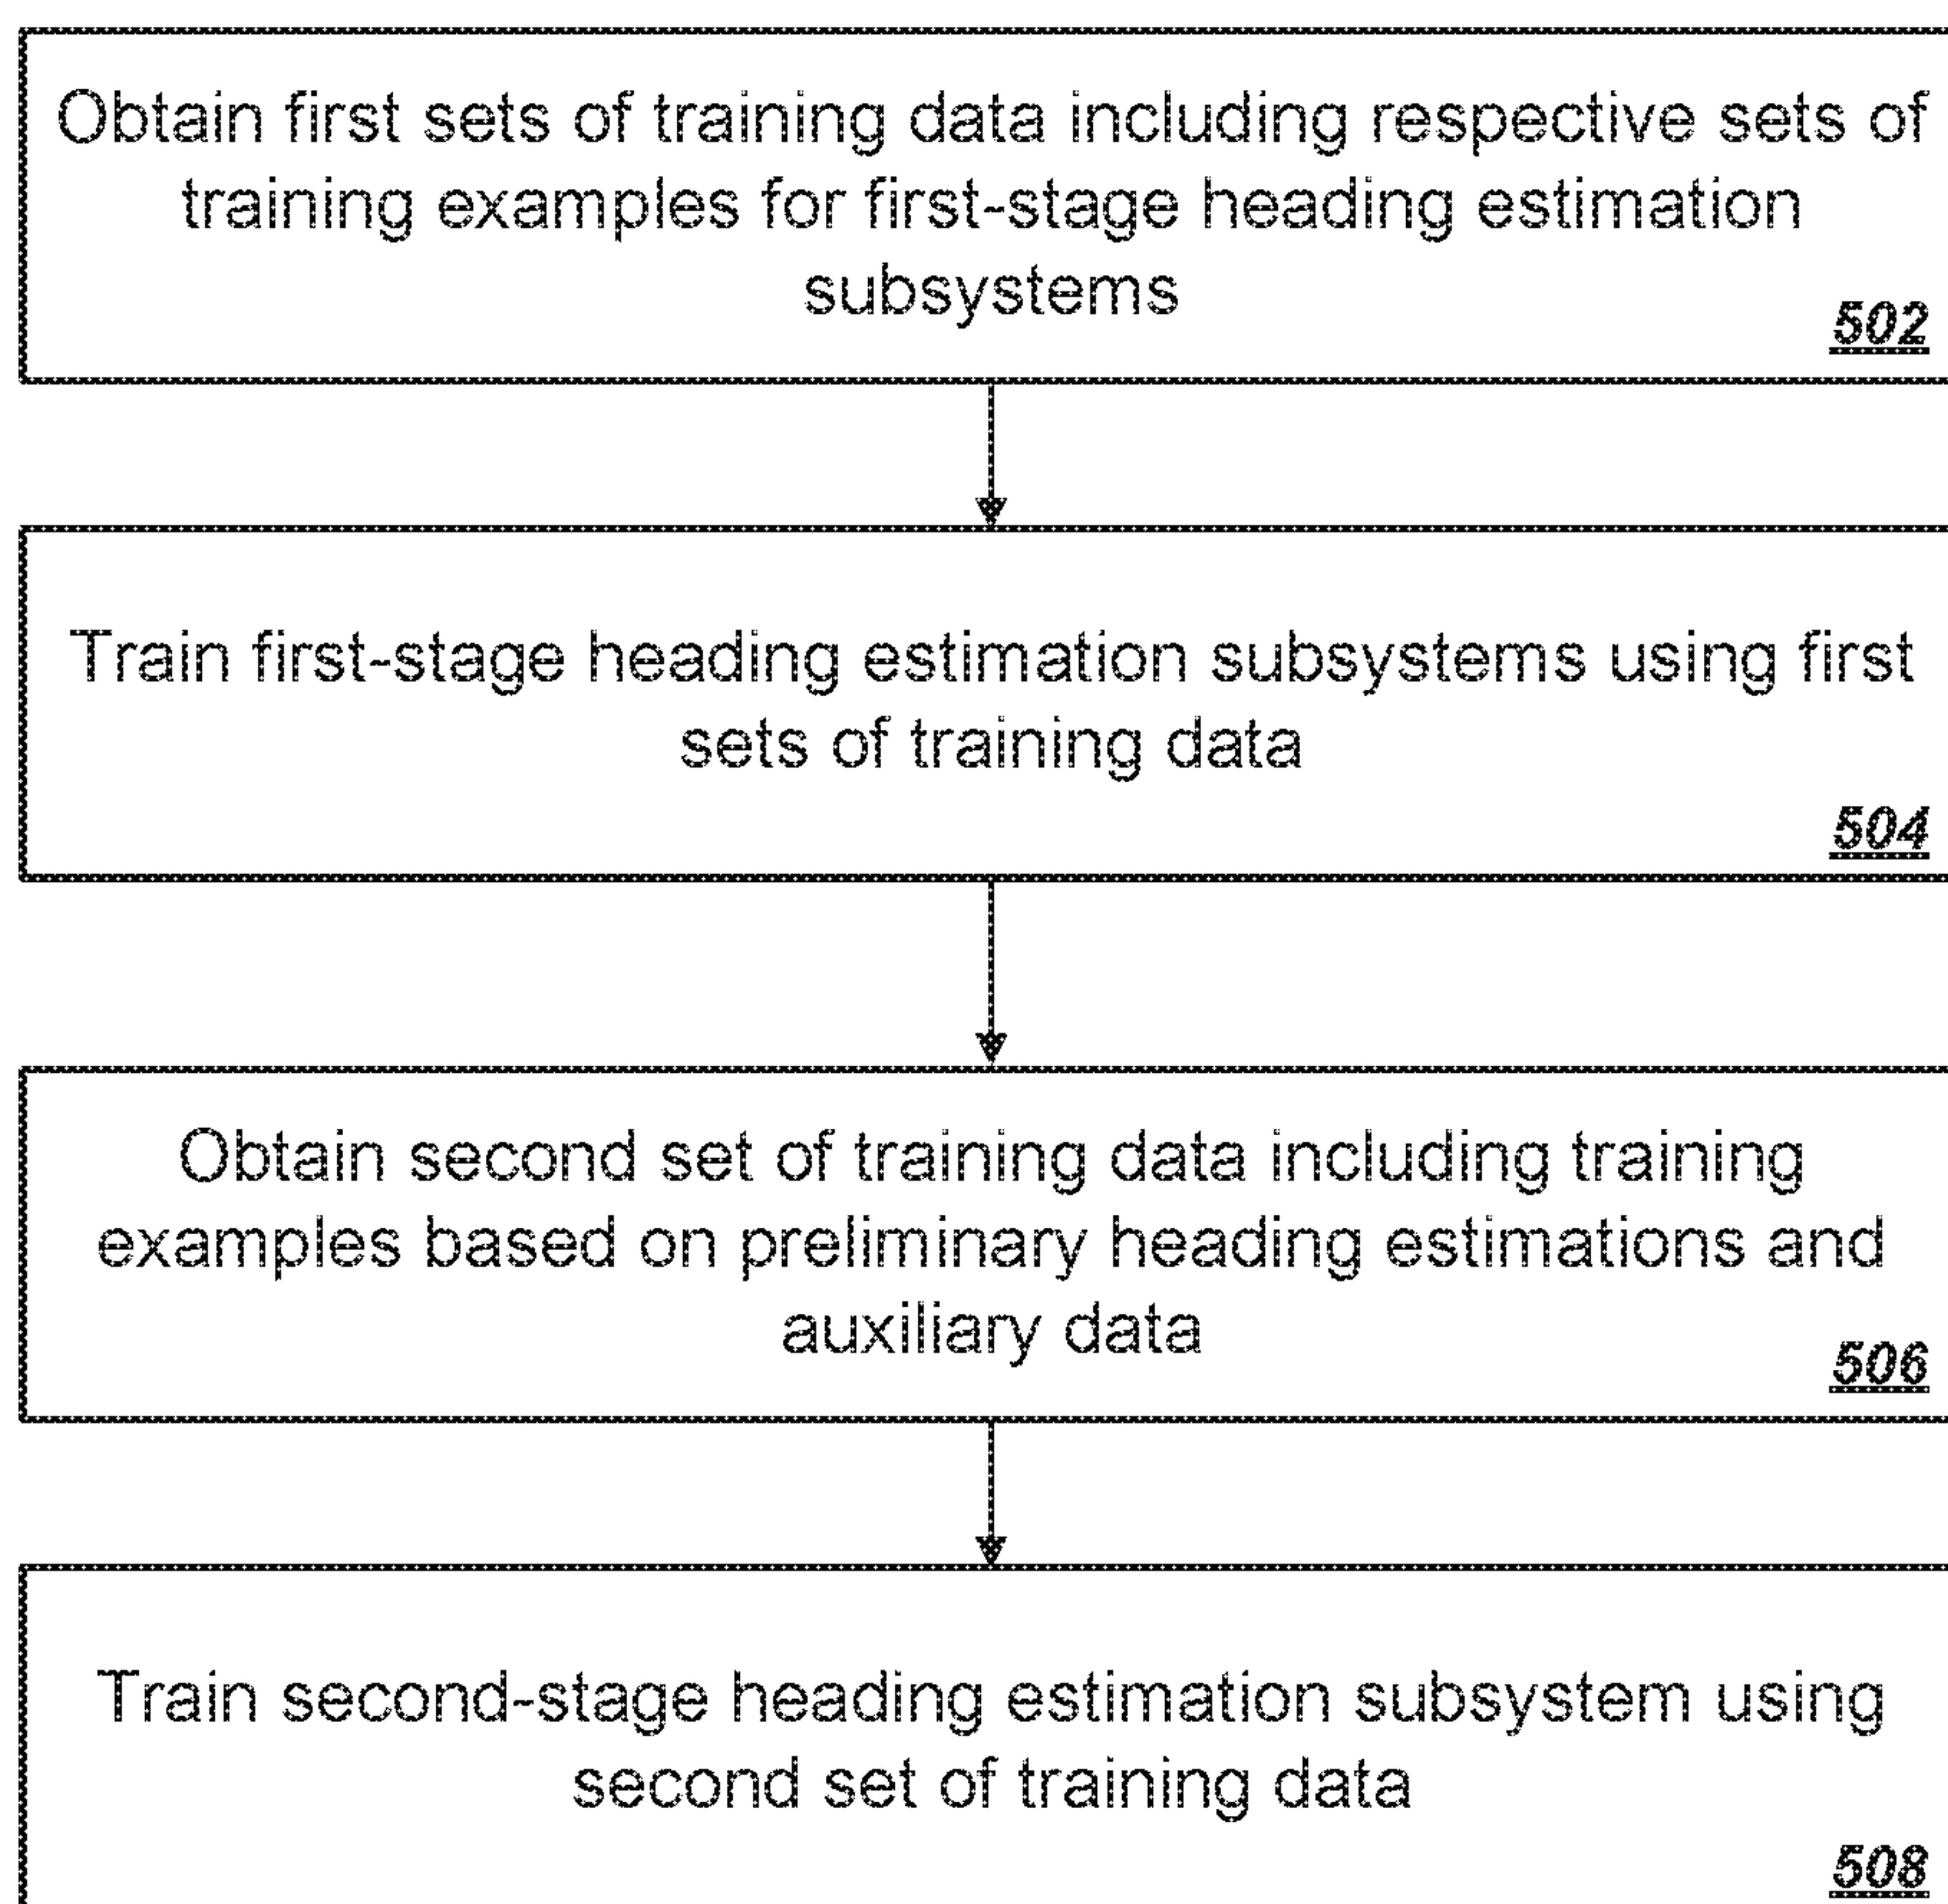 Obtain first sets of training data including respective sets of
training examples for first-stage heading estimation
subsystems
502
Train first-stage heading estimation subsystems using first
sets of training data
504
Obtain second set of training data including training
examples based on preliminary heading estimations and
auxiliary data
506
Train second-stage heading estimation subsystem using
second set of training data
508